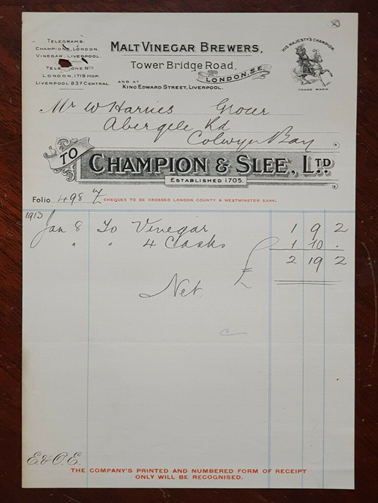 TELEGRAMS:
CHAMPION, LONDON.
VINEGAR, LIVERPOOL.
TELEPHONE Nos
LONDON, 1718 HOP.
LIVERPOOL 837 CENTRAL.
MALT VINEGAR BREWERS,
TOWER BRIDGE ROAD,
LONDON, S.E.
AND AT
KING EDWARD STREET, LIVERPOOL.
HIS MAJESTY'S CHAMPION
TRADE MARK
Mr W Harries Grocer
Abergele Rd
Colwyn Bay
TO CHAMPION & SLEE, LTD.
ESTABLISHED 1705.
Folio 4987 CHEQUES TO BE CROSSED LONDON COUNTY & WESTMINSTER BANK.
1913
Jan 8 To Vinegar 1 9 2
" " 4 Casks 1 10 .
£ 2 19 2
Net
E.&O.E.
THE COMPANY'S PRINTED AND NUMBERED FORM OF RECEIPT
ONLY WILL BE RECOGNISED.